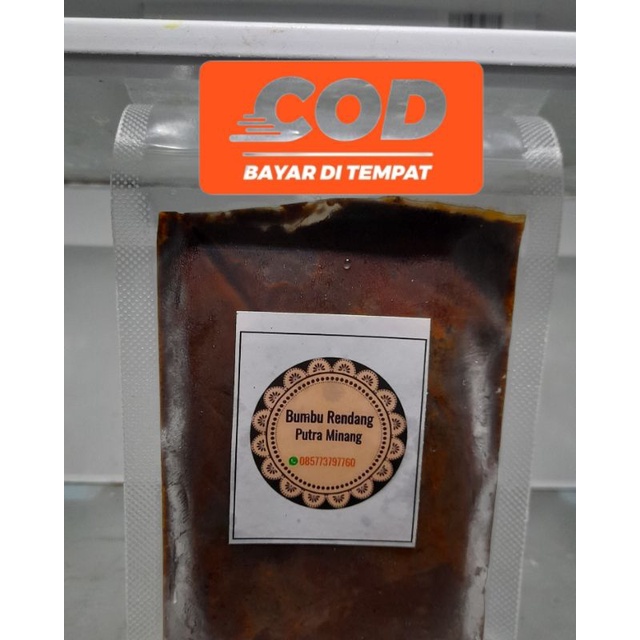 COD
BAYAR DI TEMPAT
Bumbu Rendang
Putra Minang
085773797760